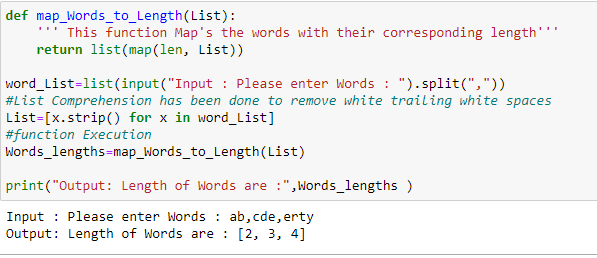 def map_Words_to_Length(List):
    ''' This function Map's the words with their corresponding length'''
    return list(map(len, List))

word_List=list(input("Input : Please enter Words : ").split(","))
#List Comprehension has been done to remove white trailing white spaces
List=[x.strip() for x in word_List]
#function Execution
Words_lengths=map_Words_to_Length(List)

print("Output: Length of Words are :",Words_lengths )

Input : Please enter Words : ab,cde,erty
Output: Length of Words are : [2, 3, 4]